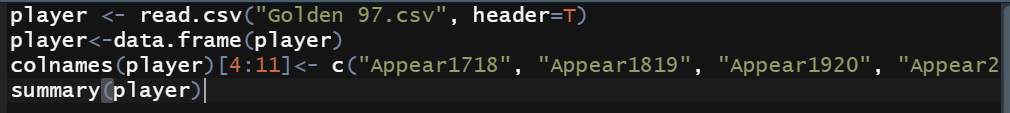 player <- read.csv("Golden 97.csv", header=T)
player<-data.frame(player)
colnames(player)[4:11]<- c("Appear1718", "Appear1819", "Appear1920", "Appear2
summary(player)